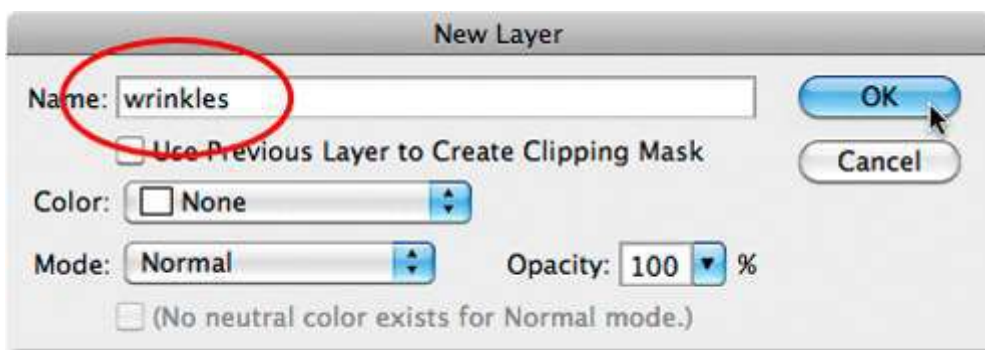 New Layer
Name: wrinkles
OK
Use Previous Layer to Create Clipping Mask
Cancel
Color: None
Mode: Normal Opacity: 100 %
(No neutral color exists for Normal mode.)